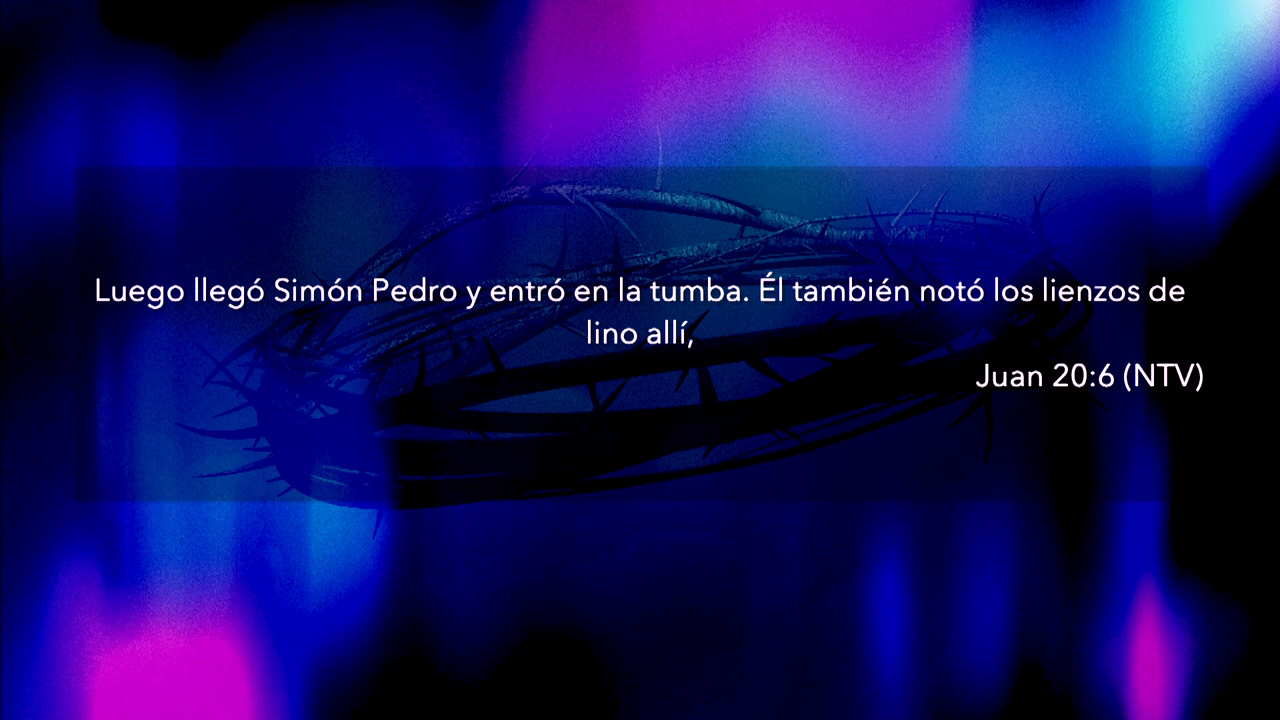 Luego llegó Simón Pedro y entró en la tumba. Él también notó los lienzos de
lino allí,
Juan 20:6 (NTV)